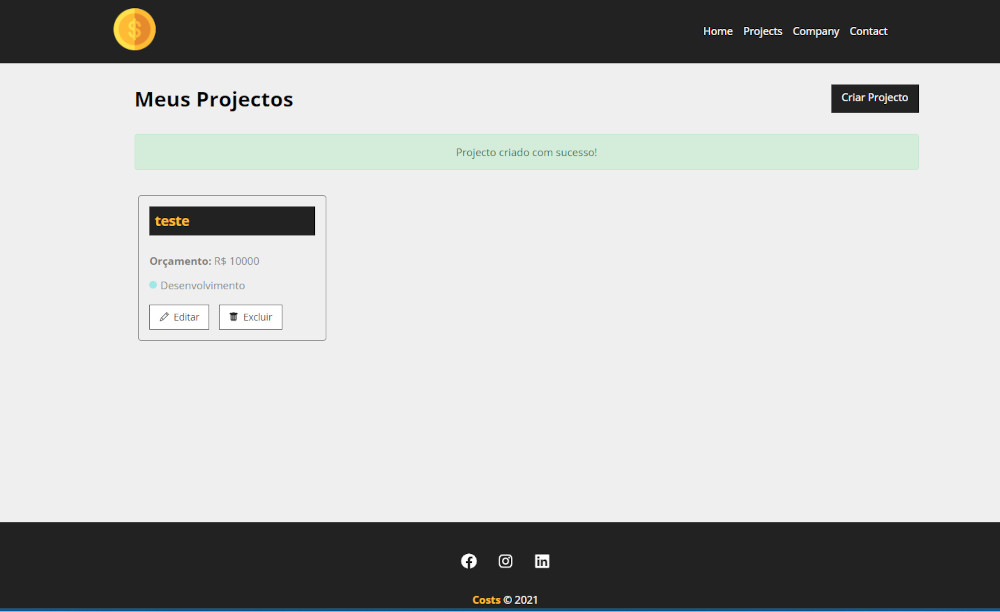 $
Home Projects Company Contact
Meus Projectos
Criar Projecto
Projecto criado com sucesso!
teste
Orçamento: R$ 10000
Desenvolvimento
Editar Excluir
Costs © 2021